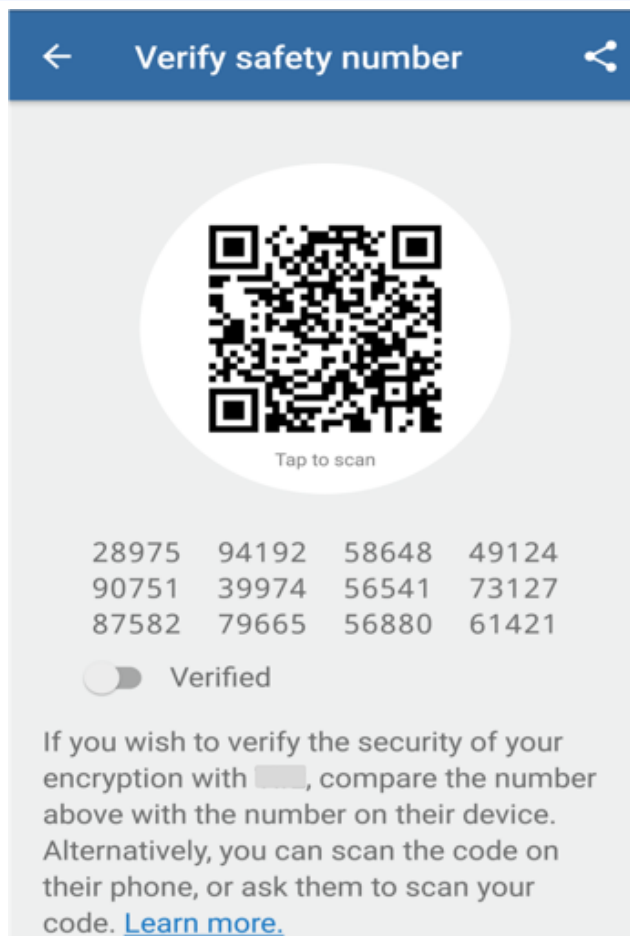 Verify safety number
Tap to scan
28975 94192 58648 49124
90751 39974 56541 73127
87582 79665 56880 61421
Verified
If you wish to verify the security of your
encryption with , compare the number
above with the number on their device.
Alternatively, you can scan the code on
their phone, or ask them to scan your
code. Learn more.